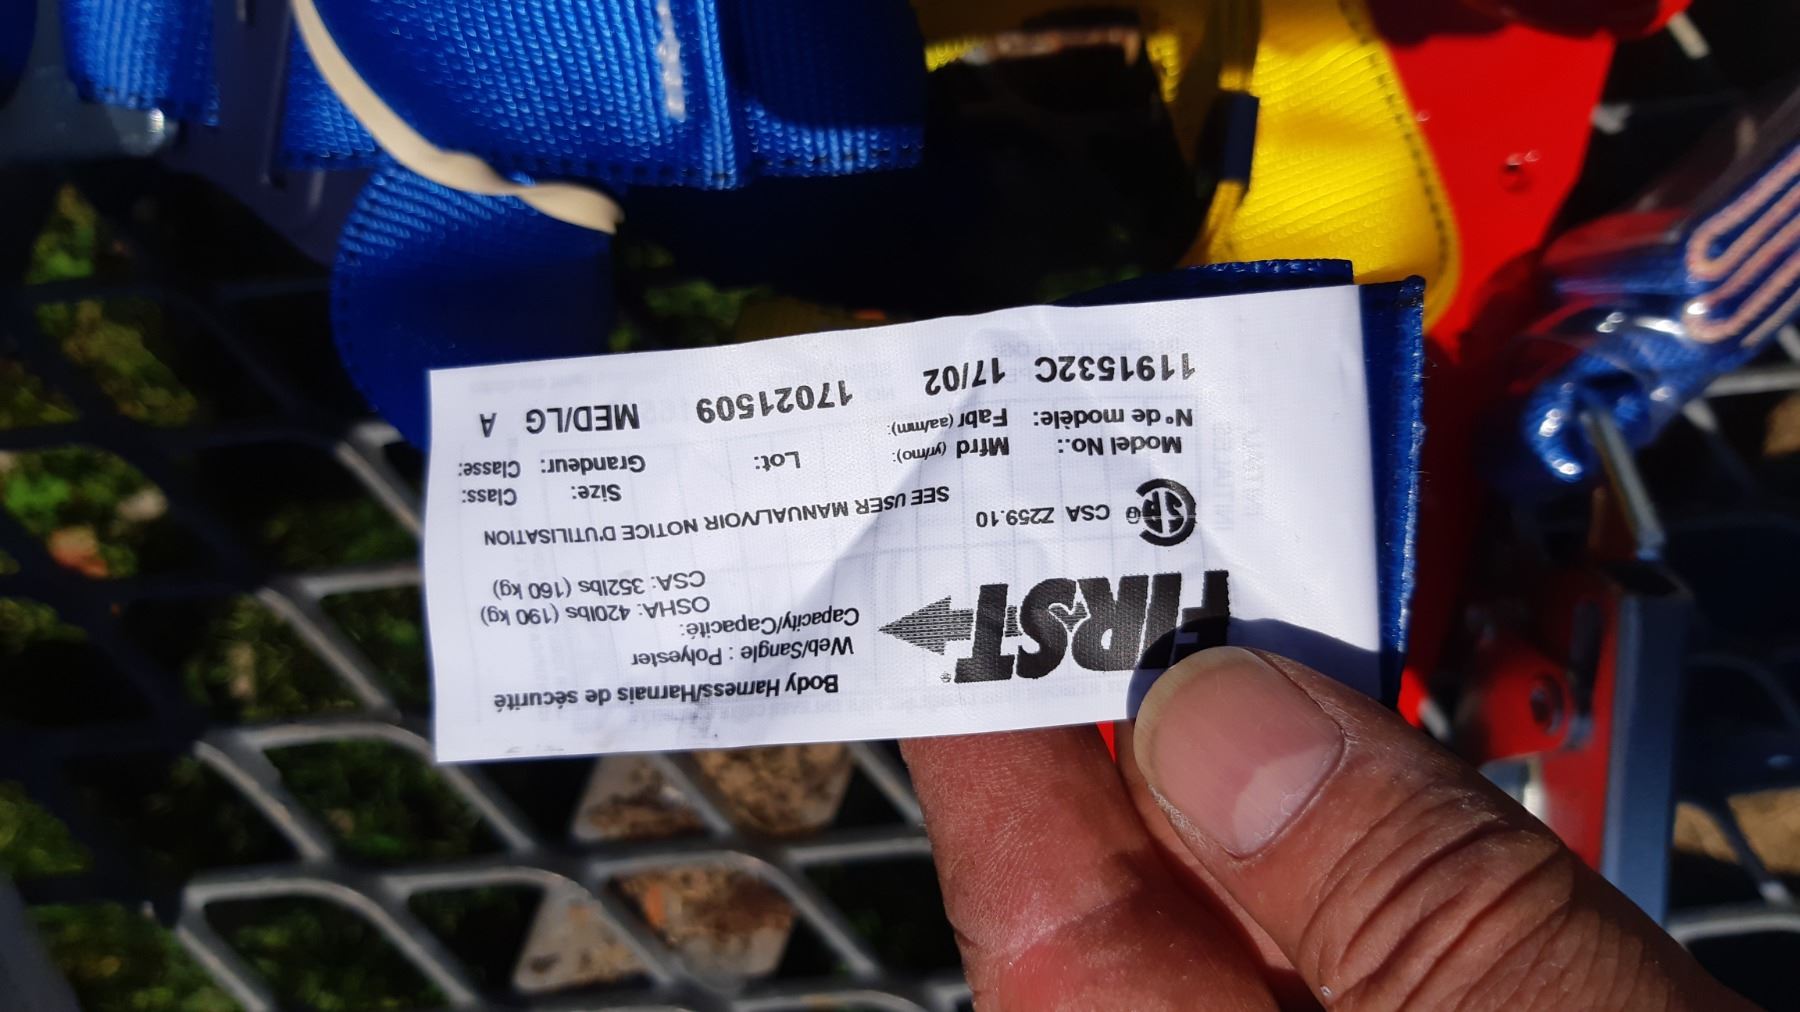 FIRST®
Body Harness/Harnais de sécurité
Web/Sangle : Polyester
Capacity/Capacité:
OSHA: 420lbs (190 kg)
CSA: 352lbs (160 kg)
CSA Z259.10
SEE USER MANUAL/VOIR NOTICE D'UTILISATION
Model No.: Mfrd (yr/mo): Lot: Size: Class:
N° de modèle: Fabr (aa/mm): Grandeur: Classe:
1191532C 17/02 17021509 MED/LG A